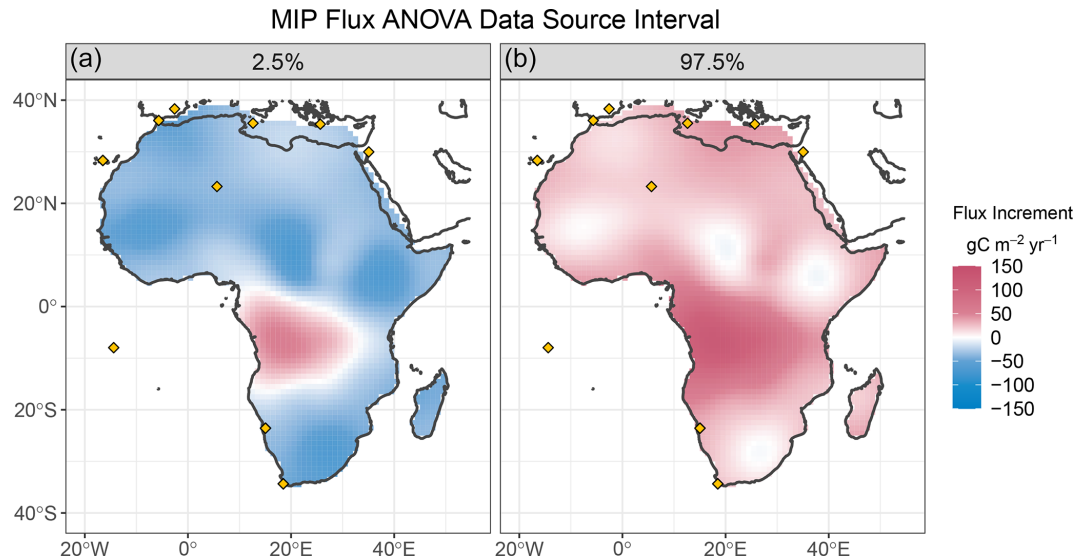 MIP Flux ANOVA Data Source Interval
(a) 2.5%
(b) 97.5%
40°N
20°N
0°
20°S
40°S
20°W 0° 20°E 40°E
20°W 0° 20°E 40°E
Flux Increment
gC m⁻² yr⁻¹
150
100
50
0
−50
−100
−150